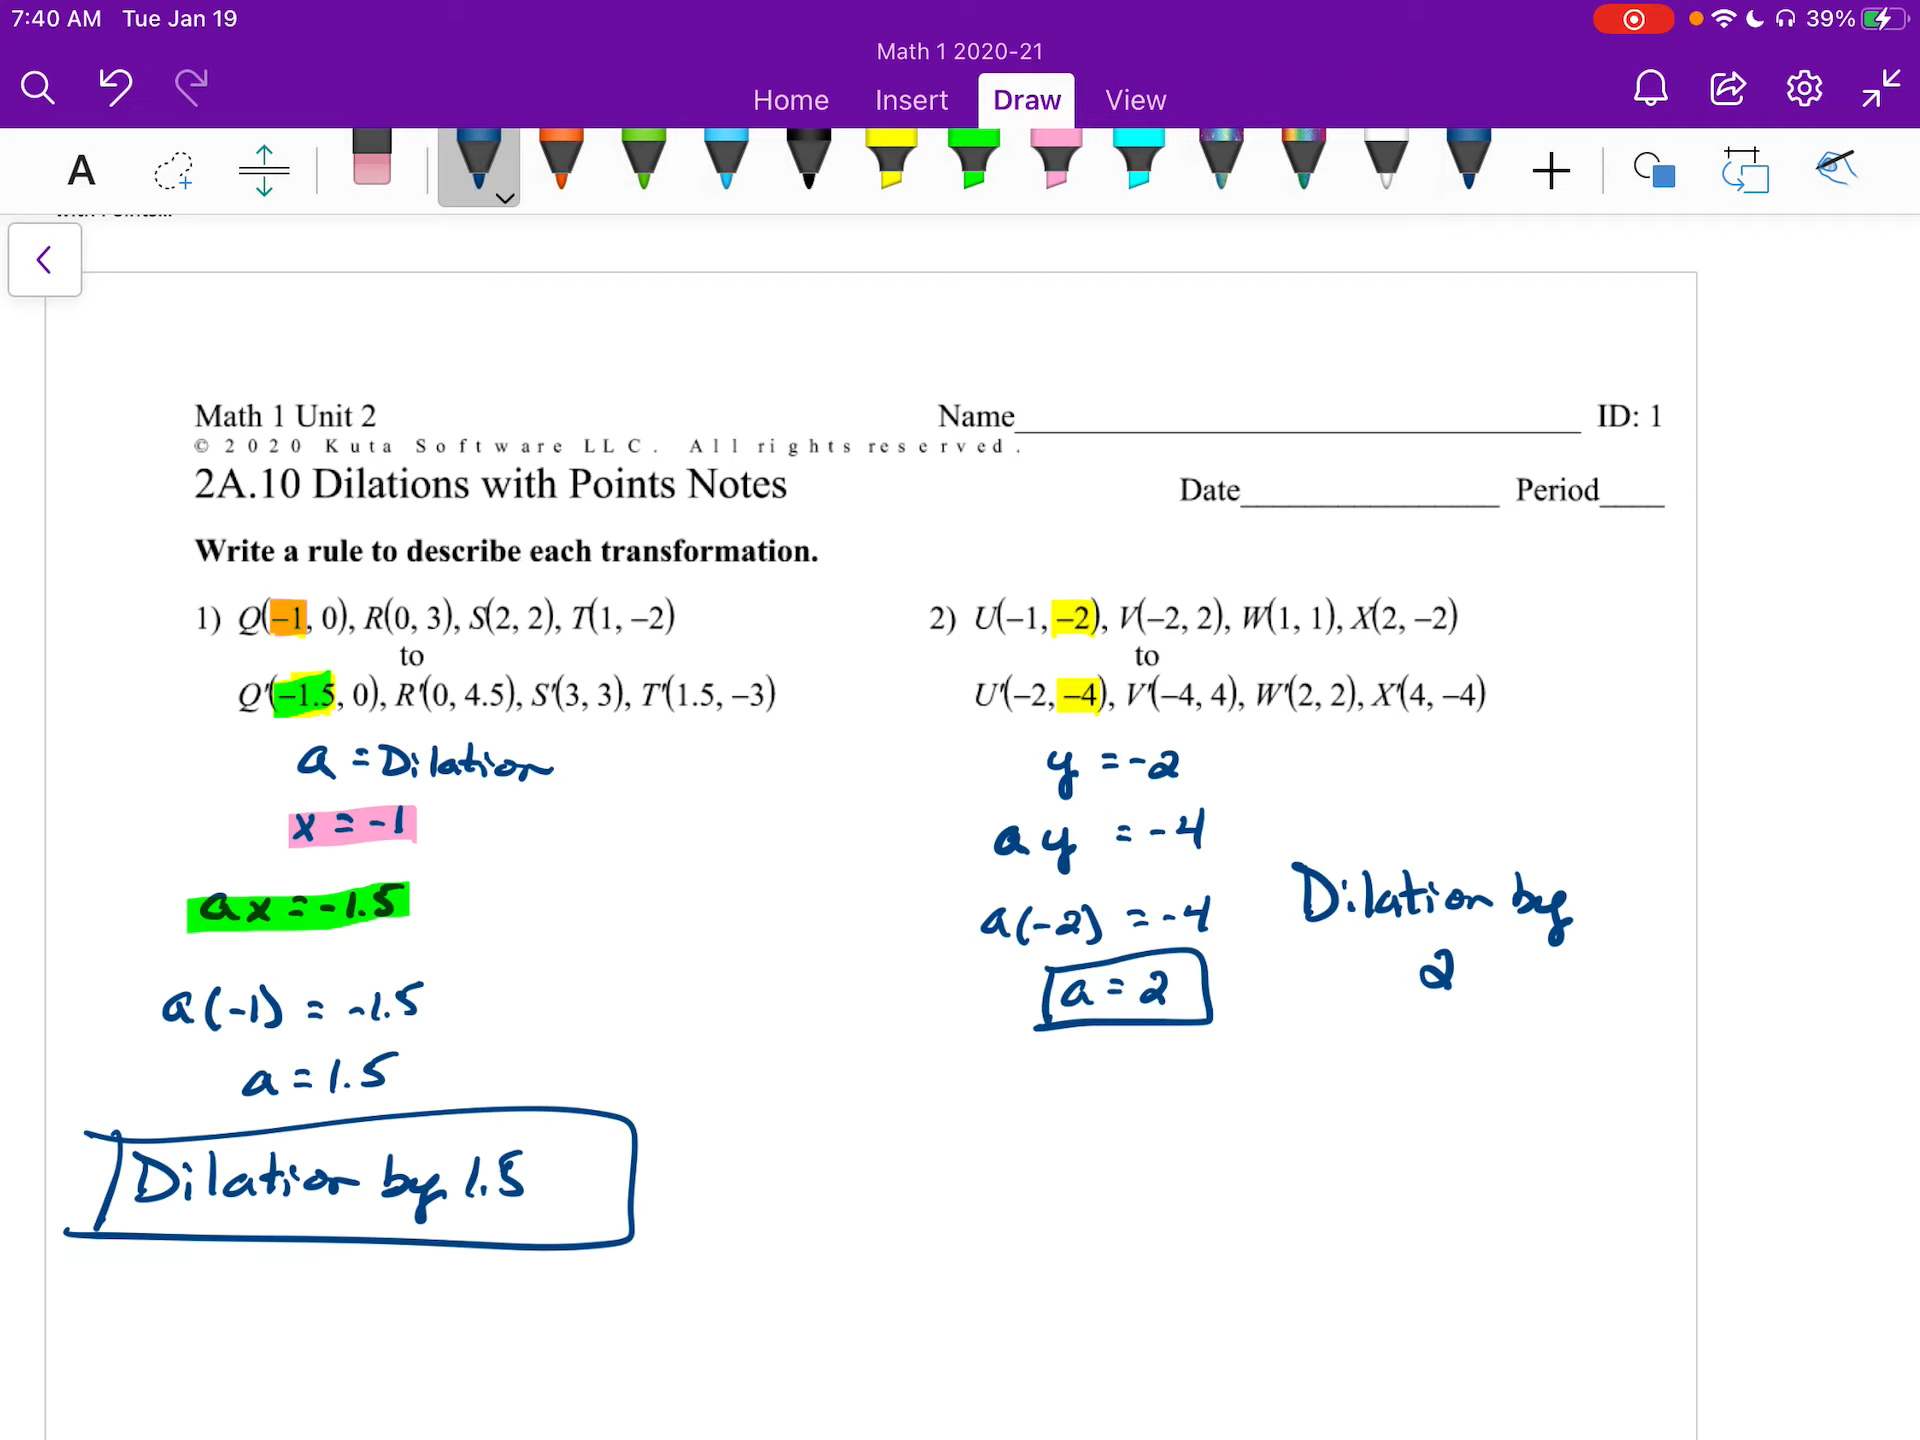 7:40 AM Tue Jan 19
39%
Math 1 2020-21
Home Insert Draw View
A
with Points...
Math 1 Unit 2
Name ID: 1
© 2020 Kuta Software LLC. All rights reserved.
2A.10 Dilations with Points Notes
Date Period
Write a rule to describe each transformation.
1) Q(−1, 0), R(0, 3), S(2, 2), T(1, −2)
to
Q'(−1.5, 0), R'(0, 4.5), S'(3, 3), T'(1.5, −3)
a = Dilation
x = -1
ax = -1.5
a(-1) = -1.5
a = 1.5
Dilation by 1.5
2) U(−1, −2), V(−2, 2), W(1, 1), X(2, −2)
to
U'(−2, −4), V'(−4, 4), W'(2, 2), X'(4, −4)
y = -2
ay = -4
a(-2) = -4
a = 2
Dilation by
2